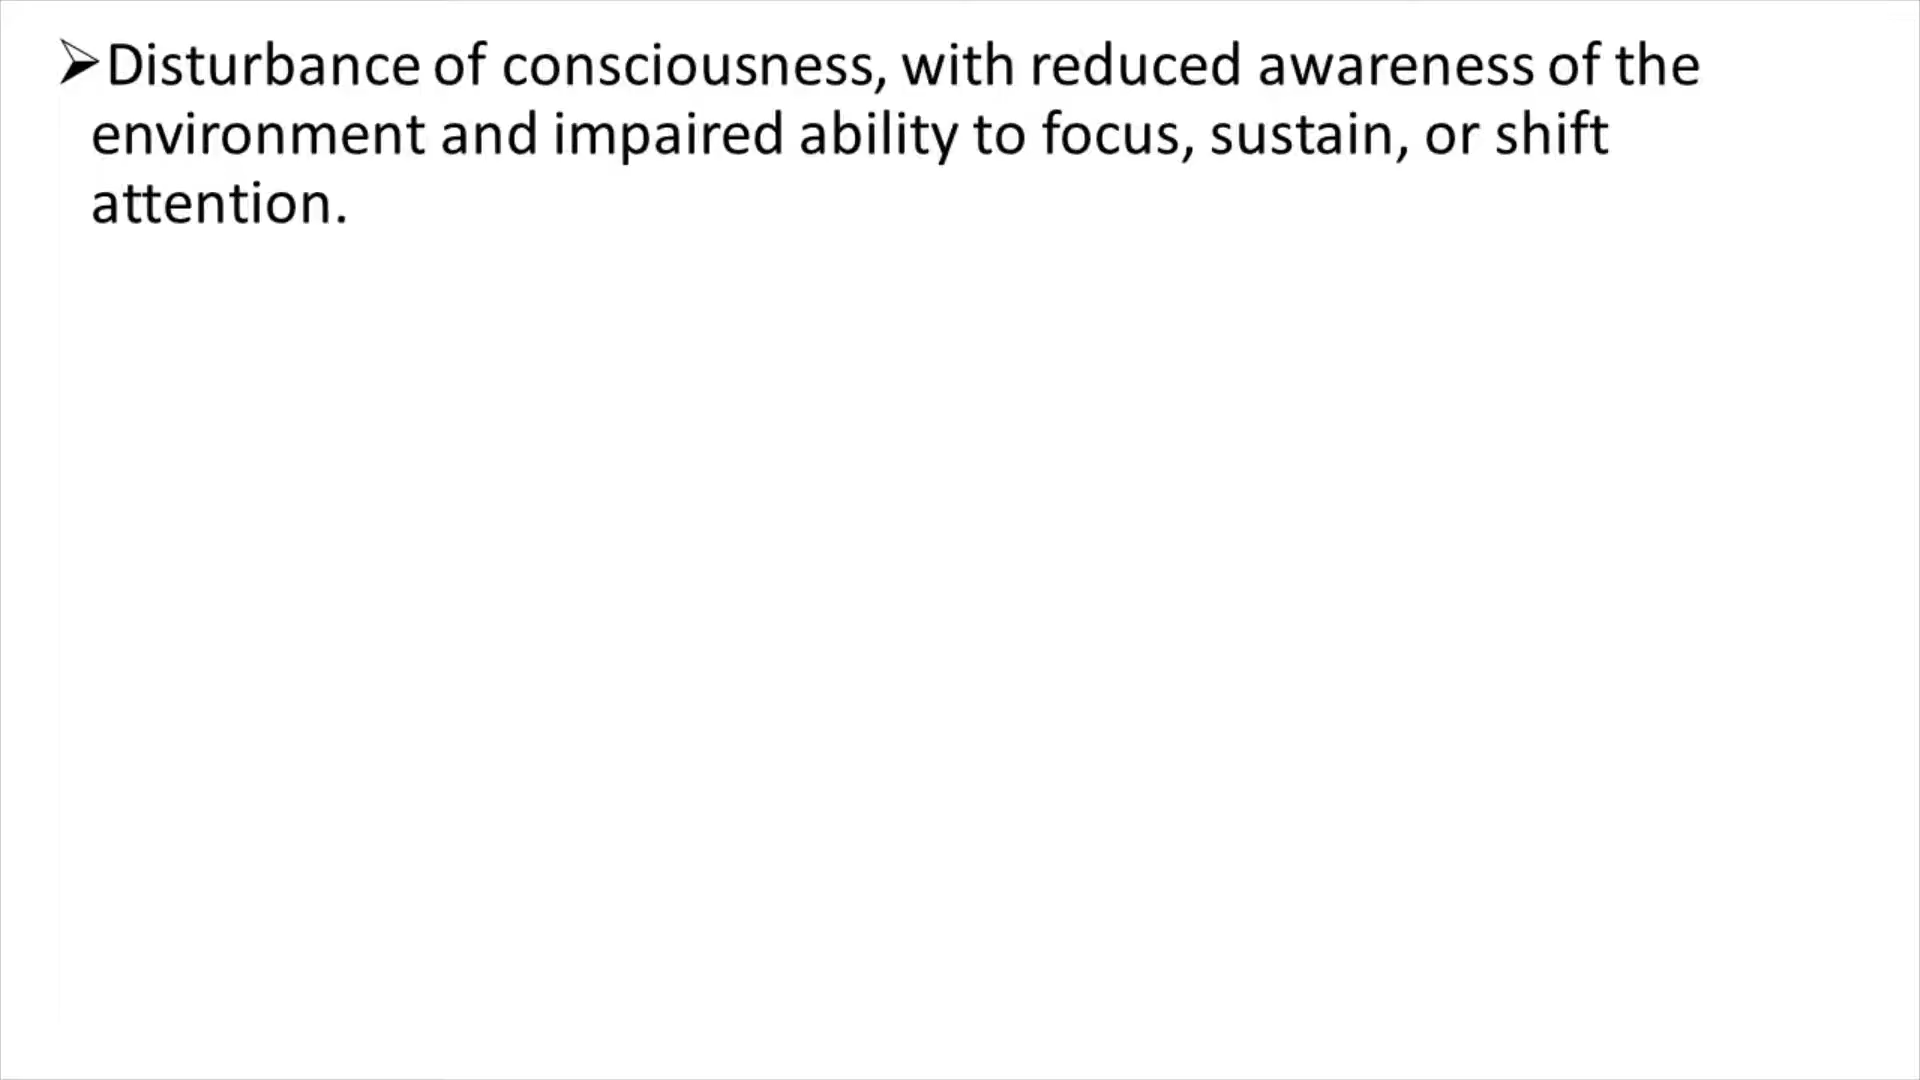 ➢Disturbance of consciousness, with reduced awareness of the
environment and impaired ability to focus, sustain, or shift
attention.